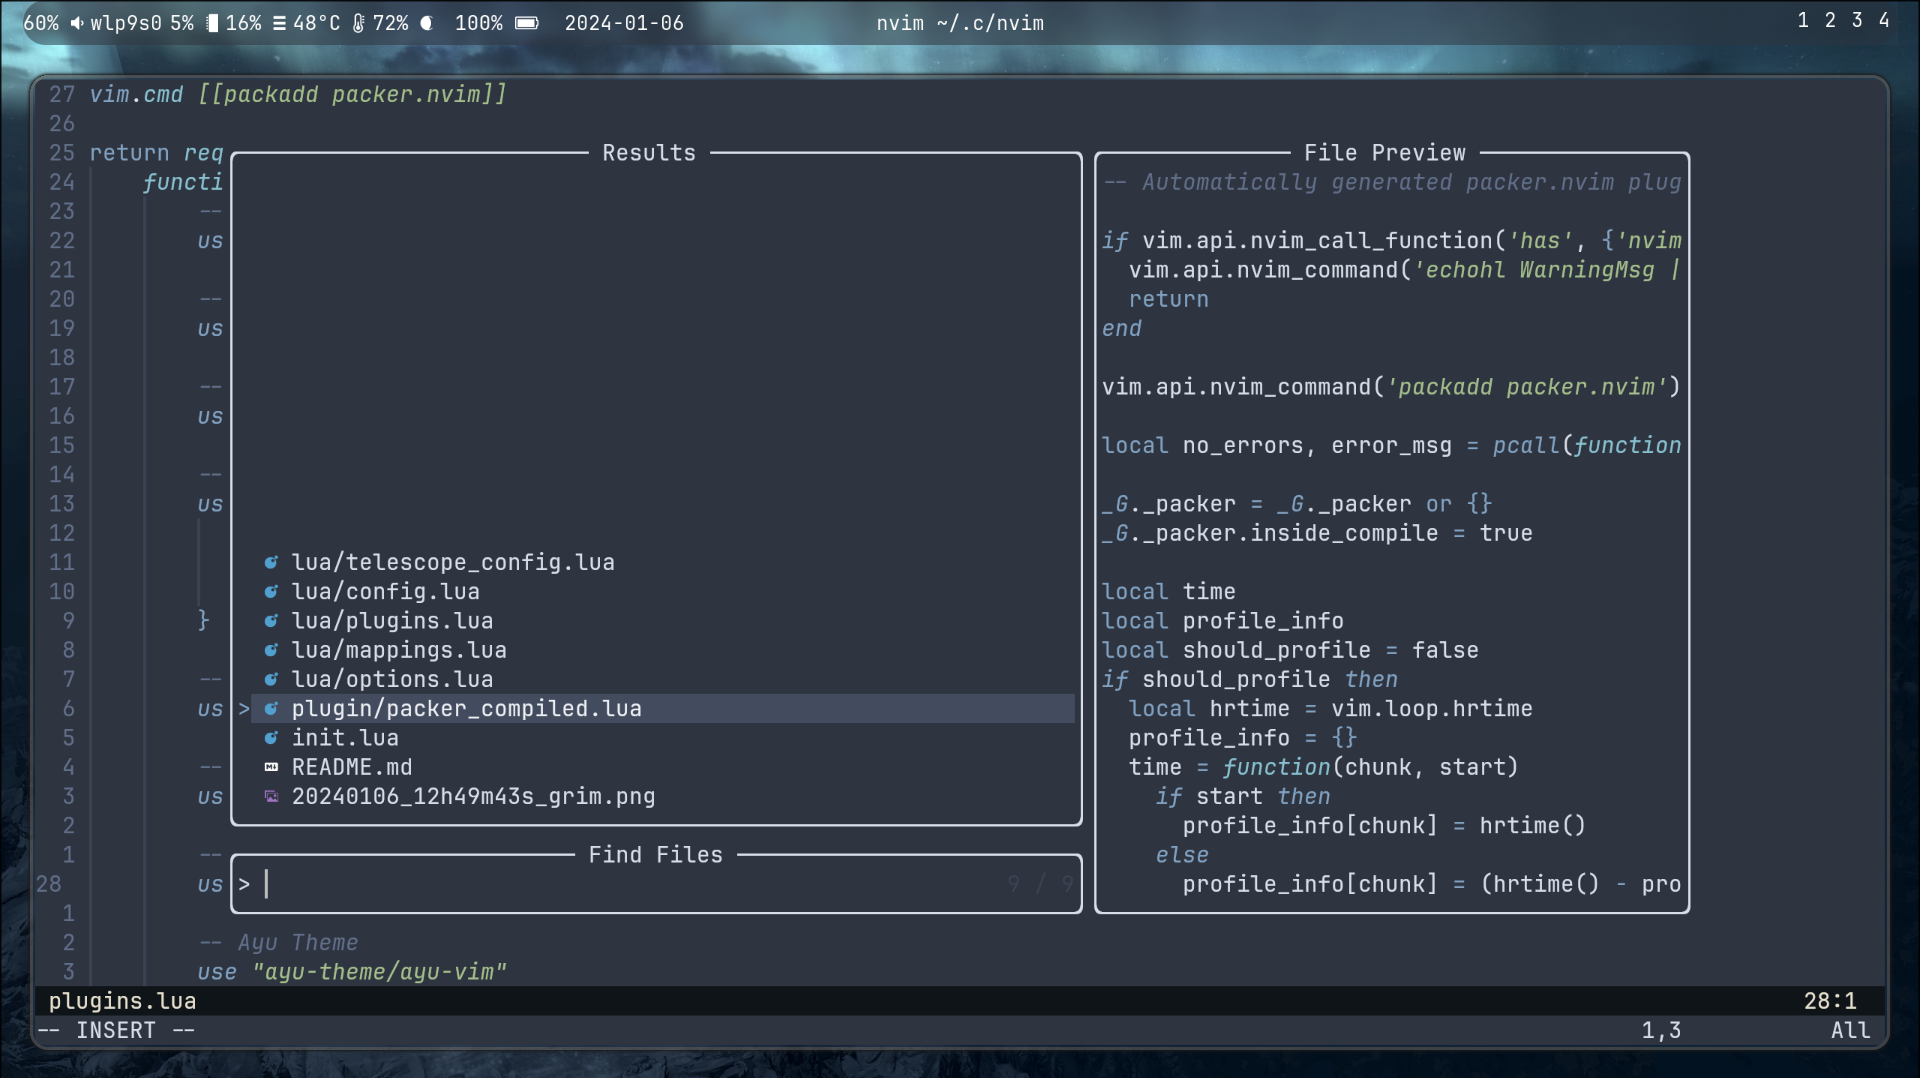 60% wlp9s0 5% 16% 48°C 72% 100% 2024-01-06
nvim ~/.c/nvim
1 2 3 4
27 vim.cmd [[packadd packer.nvim]]
26
25 return req
24 functi
23 --
22 us
21
20 --
19 us
18
17 --
16 us
15
14 --
13 us
12
11
10
9 }
8
7 --
6 us
5
4 --
3 us
2
1 --
28 us
1
2 -- Ayu Theme
3 use "ayu-theme/ayu-vim"
Results
lua/telescope_config.lua
lua/config.lua
lua/plugins.lua
lua/mappings.lua
lua/options.lua
> plugin/packer_compiled.lua
init.lua
README.md
20240106_12h49m43s_grim.png
Find Files
> 9 / 9
File Preview
-- Automatically generated packer.nvim plug
if vim.api.nvim_call_function('has', {'nvim
vim.api.nvim_command('echohl WarningMsg |
return
end
vim.api.nvim_command('packadd packer.nvim')
local no_errors, error_msg = pcall(function
_G._packer = _G._packer or {}
_G._packer.inside_compile = true
local time
local profile_info
local should_profile = false
if should_profile then
local hrtime = vim.loop.hrtime
profile_info = {}
time = function(chunk, start)
if start then
profile_info[chunk] = hrtime()
else
profile_info[chunk] = (hrtime() - pro
plugins.lua 28:1
-- INSERT -- 1,3 All